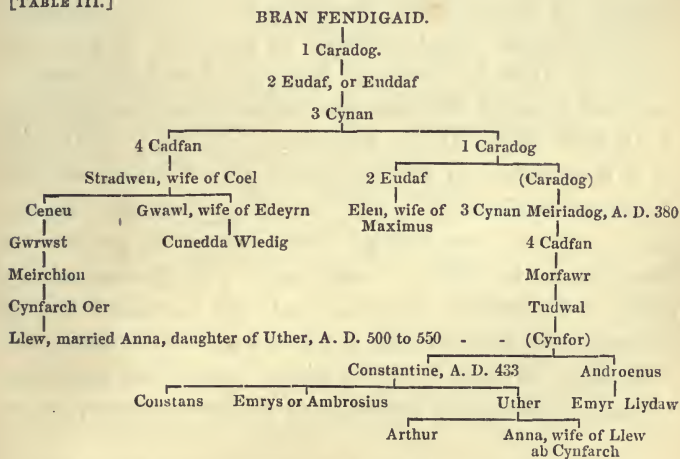 [TABLE III.]
BRAN FENDIGAID.
1 Caradog.
2 Eudaf, or Euddaf
3 Cynan
4 Cadfan 1 Caradog
Stradwen, wife of Coel 2 Eudaf (Caradog)
Ceneu Gwawl, wife of Edeyrn Elen, wife of 3 Cynan Meiriadog, A. D. 380
Maximus
Gwrwst Cunedda Wledig 4 Cadfan
Meirchion Morfawr
Cynfarch Oer Tudwal
Llew, married Anna, daughter of Uther, A. D. 500 to 550 - - (Cynfor)
Constantine, A. D. 433 Androenus
Constans Emrys or Ambrosius Uther Emyr Llydaw
Arthur Anna, wife of Llew
ab Cynfarch